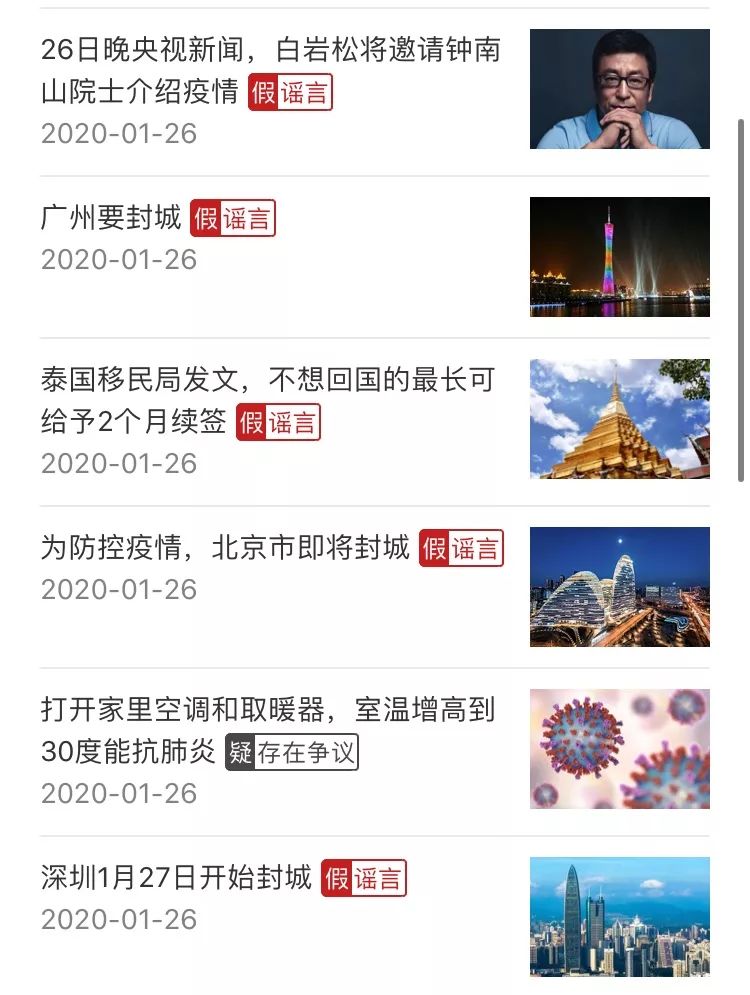 26日晚央视新闻，白岩松将邀请钟南
山院士介绍疫情 假 谣言
2020-01-26
广州要封城 假 谣言
2020-01-26
泰国移民局发文，不想回国的最长可
给予2个月续签 假 谣言
2020-01-26
为防控疫情，北京市即将封城 假 谣言
2020-01-26
打开家里空调和取暖器，室温增高到
30度能抗肺炎 疑 存在争议
2020-01-26
深圳1月27日开始封城 假 谣言
2020-01-26